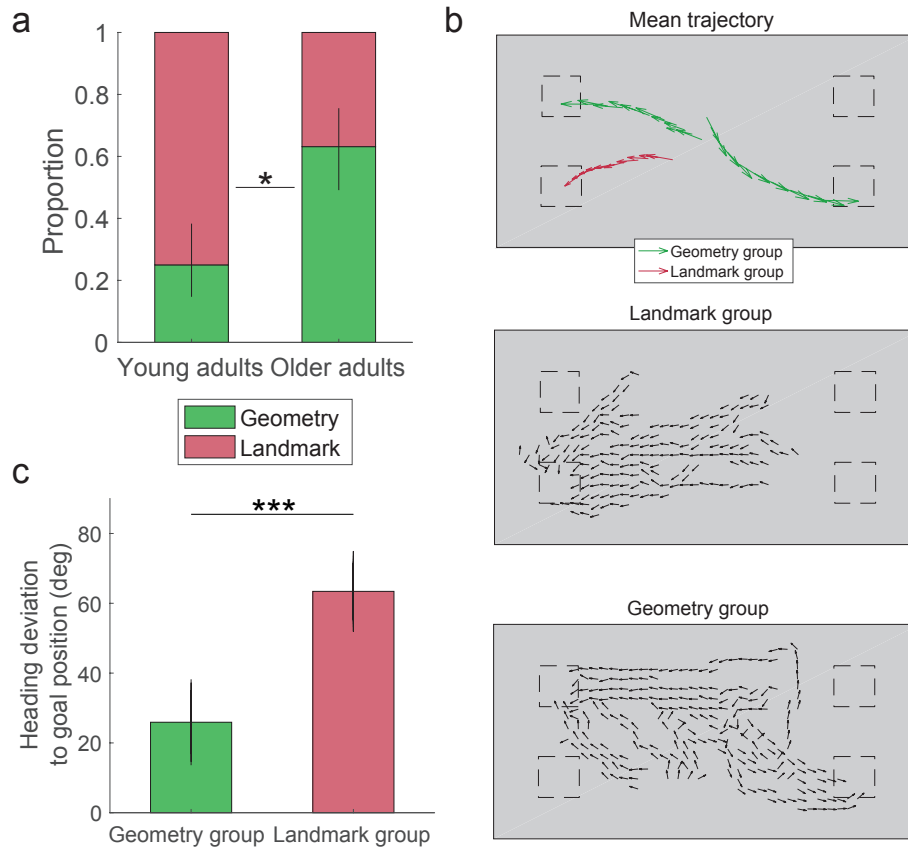 a
1
0.8
0.6
0.4
0.2
0
Proportion
*
Young adults Older adults
Geometry
Landmark
b
Mean trajectory
Geometry group
Landmark group
Landmark group
Geometry group
c
***
80
60
40
20
0
Heading deviation
to goal position (deg)
Geometry group Landmark group